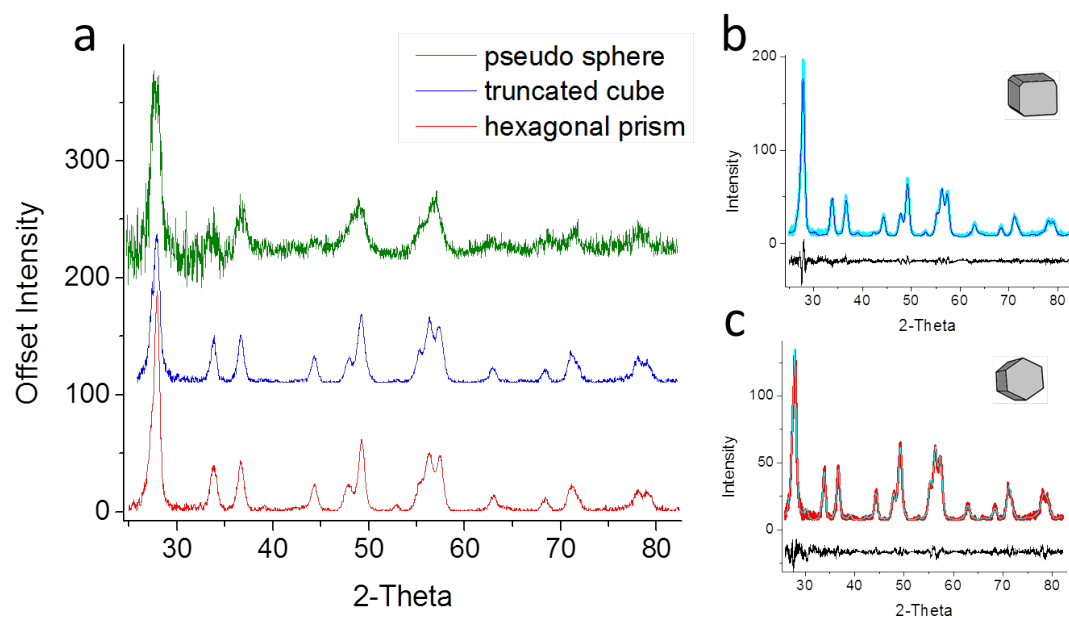 a
pseudo sphere
truncated cube
hexagonal prism
Offset Intensity
300
200
100
0
30 40 50 60 70 80
2-Theta
b
Intensity
200
100
0
30 40 50 60 70 80
2-Theta
c
Intensity
100
50
0
30 40 50 60 70 80
2-Theta